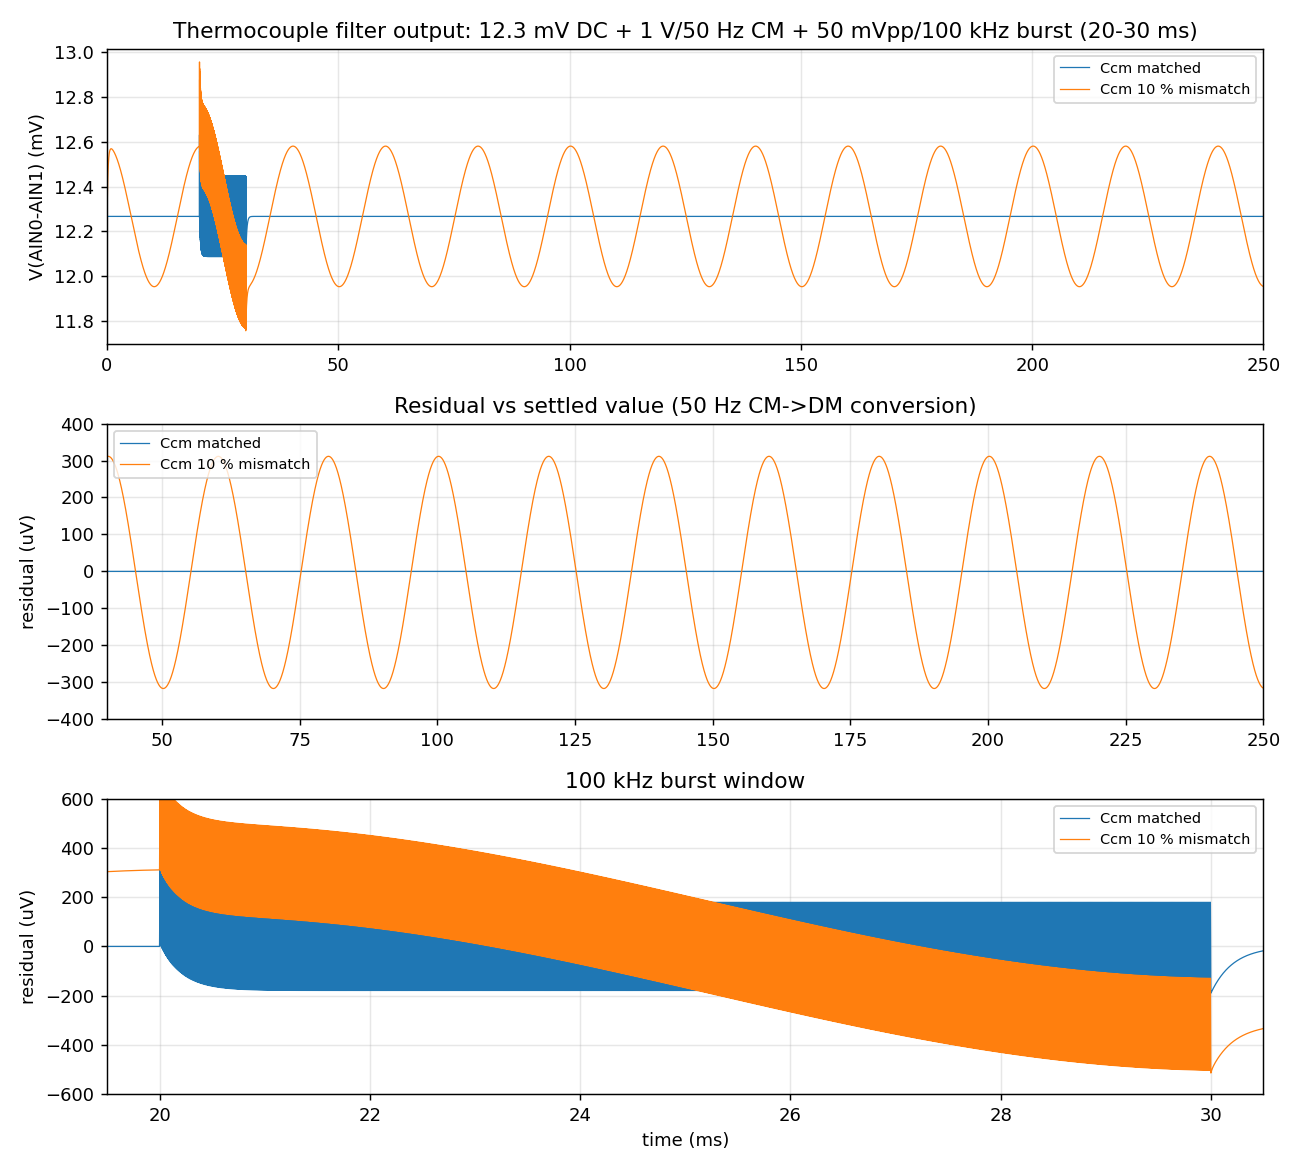 Thermocouple filter output: 12.3 mV DC + 1 V/50 Hz CM + 50 mVpp/100 kHz burst (20-30 ms)
V(AIN0-AIN1) (mV)
13.0
12.8
12.6
12.4
12.2
12.0
11.8
Ccm matched
Ccm 10 % mismatch
0 50 100 150 200 250
Residual vs settled value (50 Hz CM->DM conversion)
residual (uV)
400
300
200
100
0
−100
−200
−300
−400
Ccm matched
Ccm 10 % mismatch
50 75 100 125 150 175 200 225 250
100 kHz burst window
residual (uV)
600
400
200
0
−200
−400
−600
Ccm matched
Ccm 10 % mismatch
20 22 24 26 28 30
time (ms)